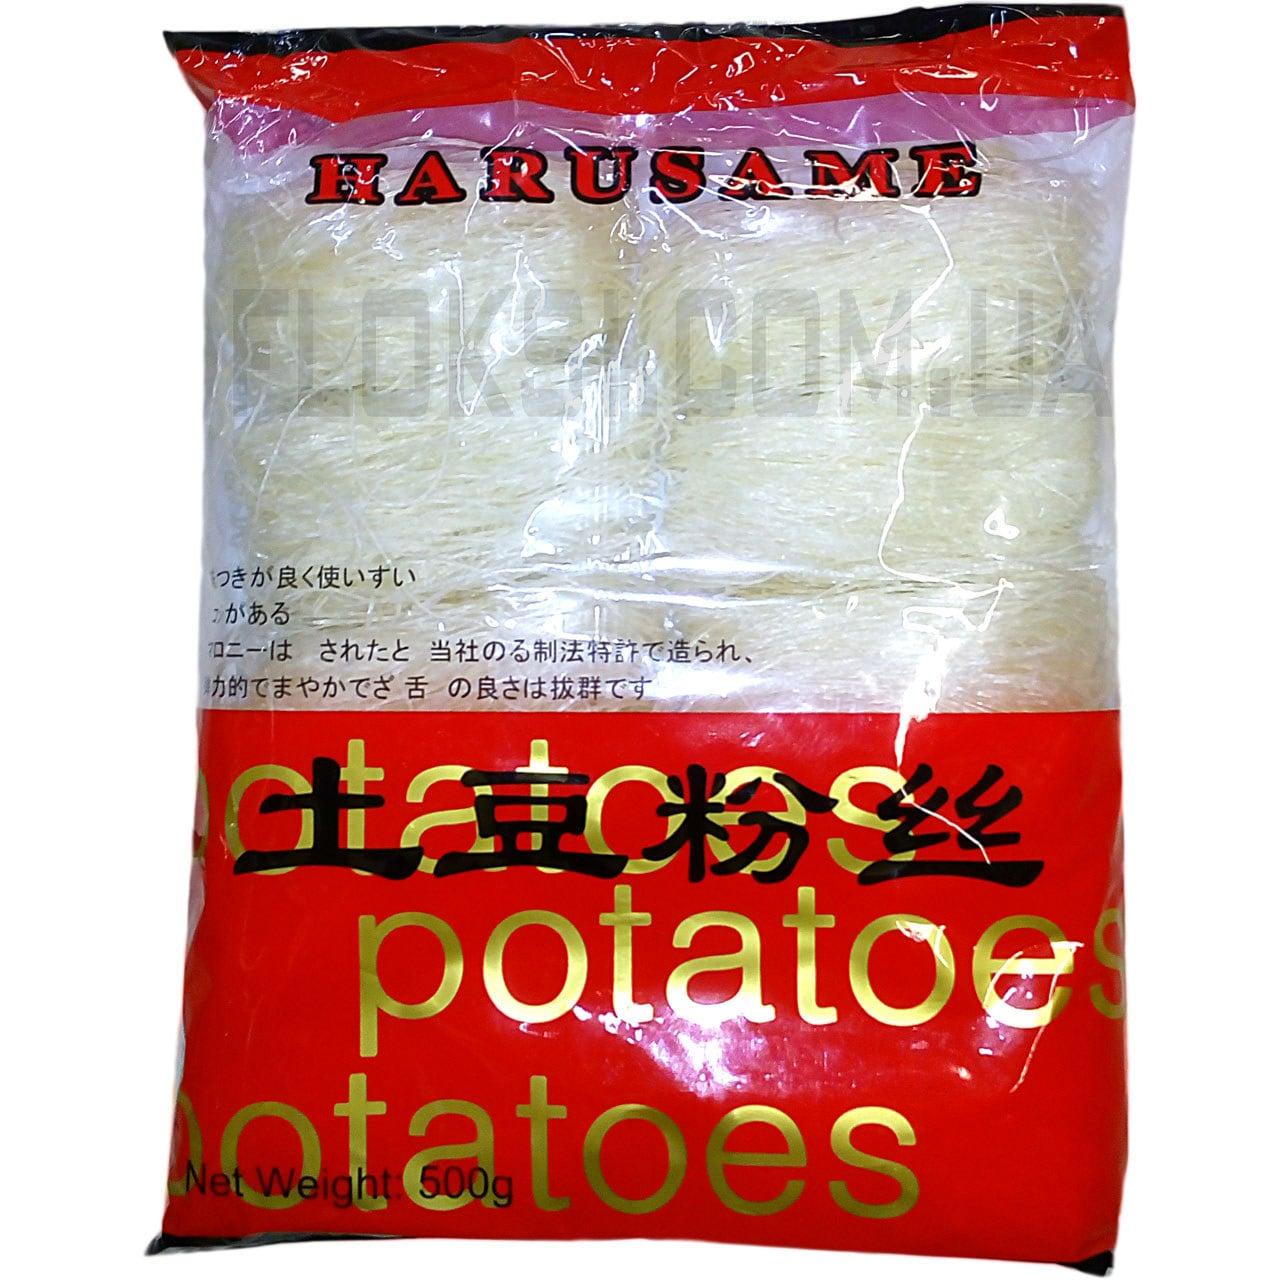 HARUSAME
FLOKSI.COM.UA
つきが良く使いすい
がある
ロニーは されたと 当社のる制法特許で造られ、
力的でまやかでざ 舌 の良さは抜群です
potatoes
土豆粉丝
potatoes
potatoes
Net Weight: 500g